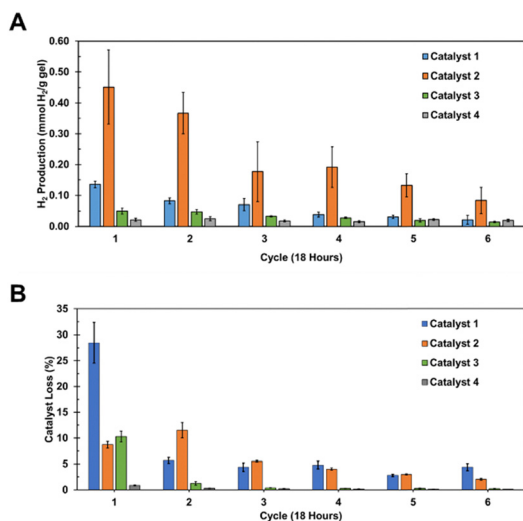 A
H₂ Production (mmol H₂/g gel)
0.60
0.50
0.40
0.30
0.20
0.10
0.00
Catalyst 1
Catalyst 2
Catalyst 3
Catalyst 4
1 2 3 4 5 6
Cycle (18 Hours)
B
Catalyst Loss (%)
35
30
25
20
15
10
5
0
Catalyst 1
Catalyst 2
Catalyst 3
Catalyst 4
1 2 3 4 5 6
Cycle (18 Hours)